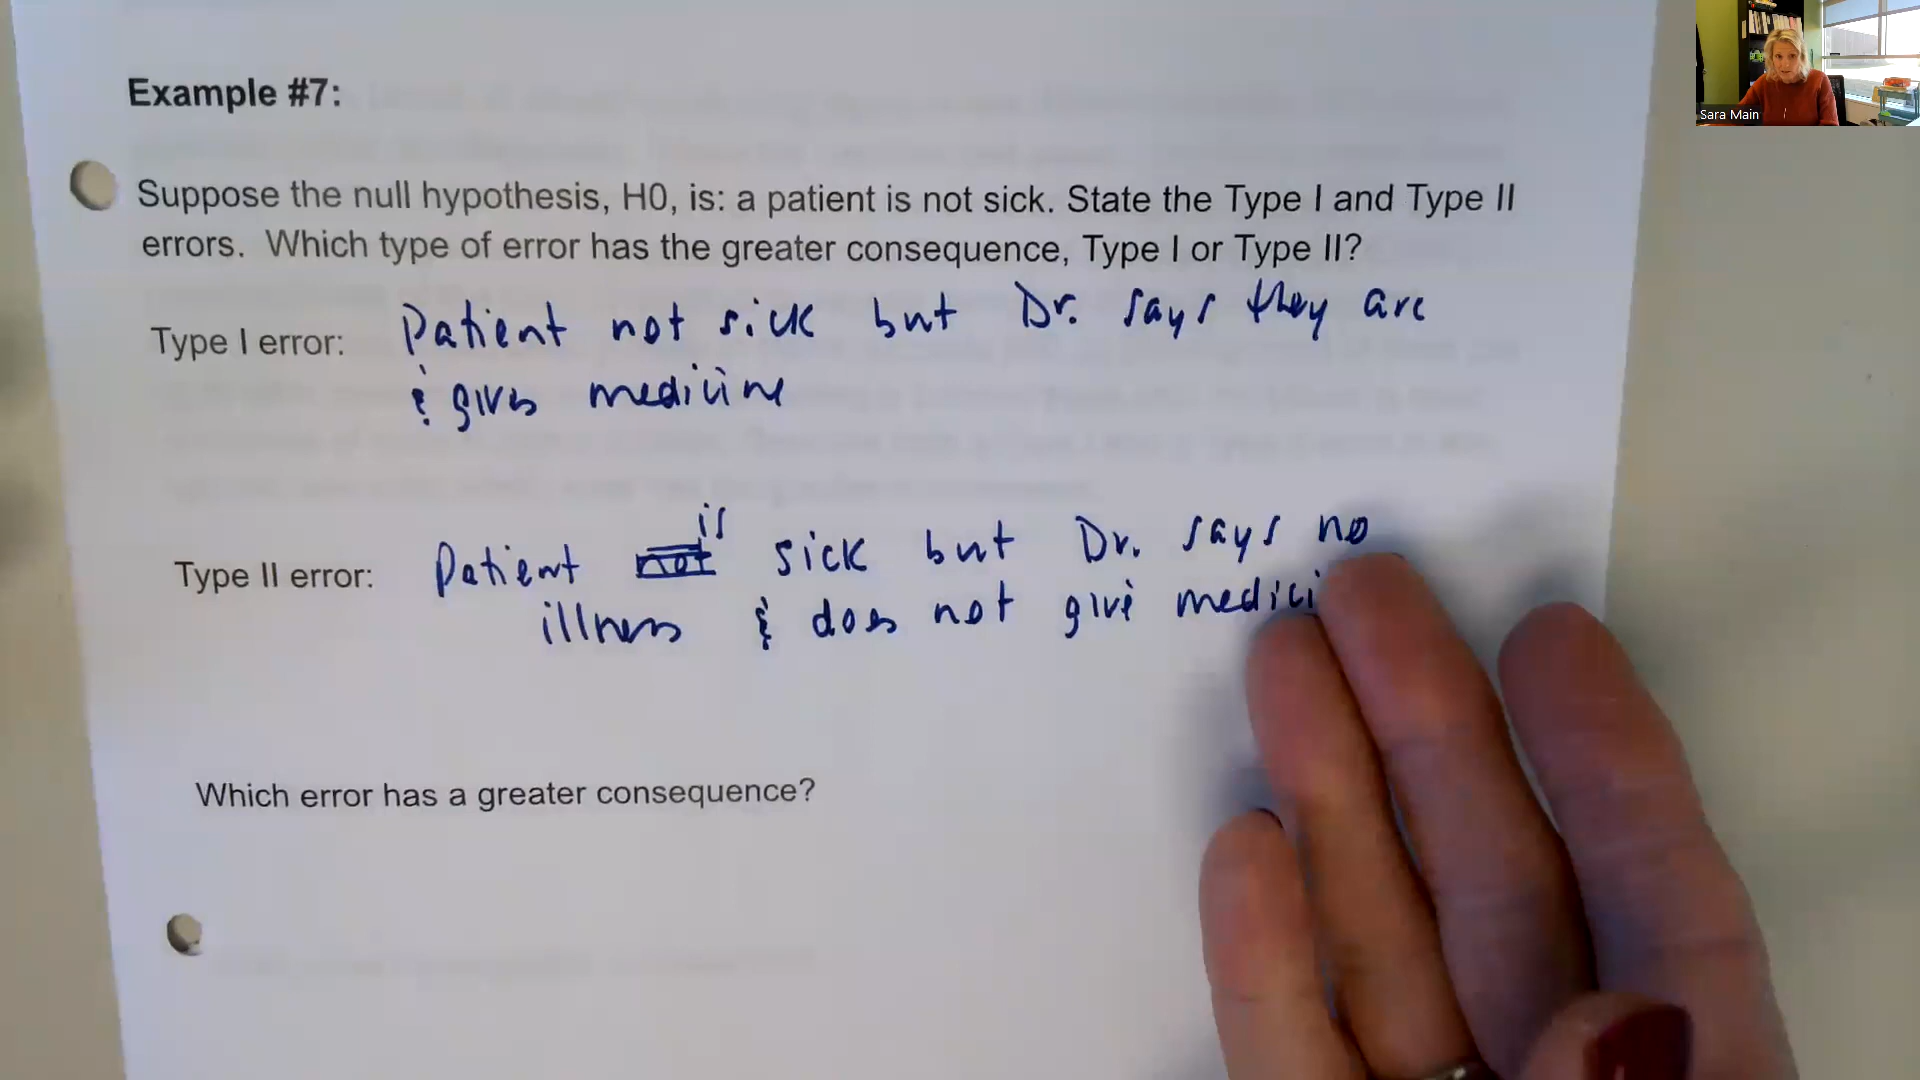 Example #7:
Sara Main
Suppose the null hypothesis, H0, is: a patient is not sick. State the Type I and Type II
errors. Which type of error has the greater consequence, Type I or Type II?
Type I error: Patient not sick but Dr. says they are
& gives medicine
Type II error: Patient is sick but Dr. says no
illness & does not give
Which error has a greater consequence?